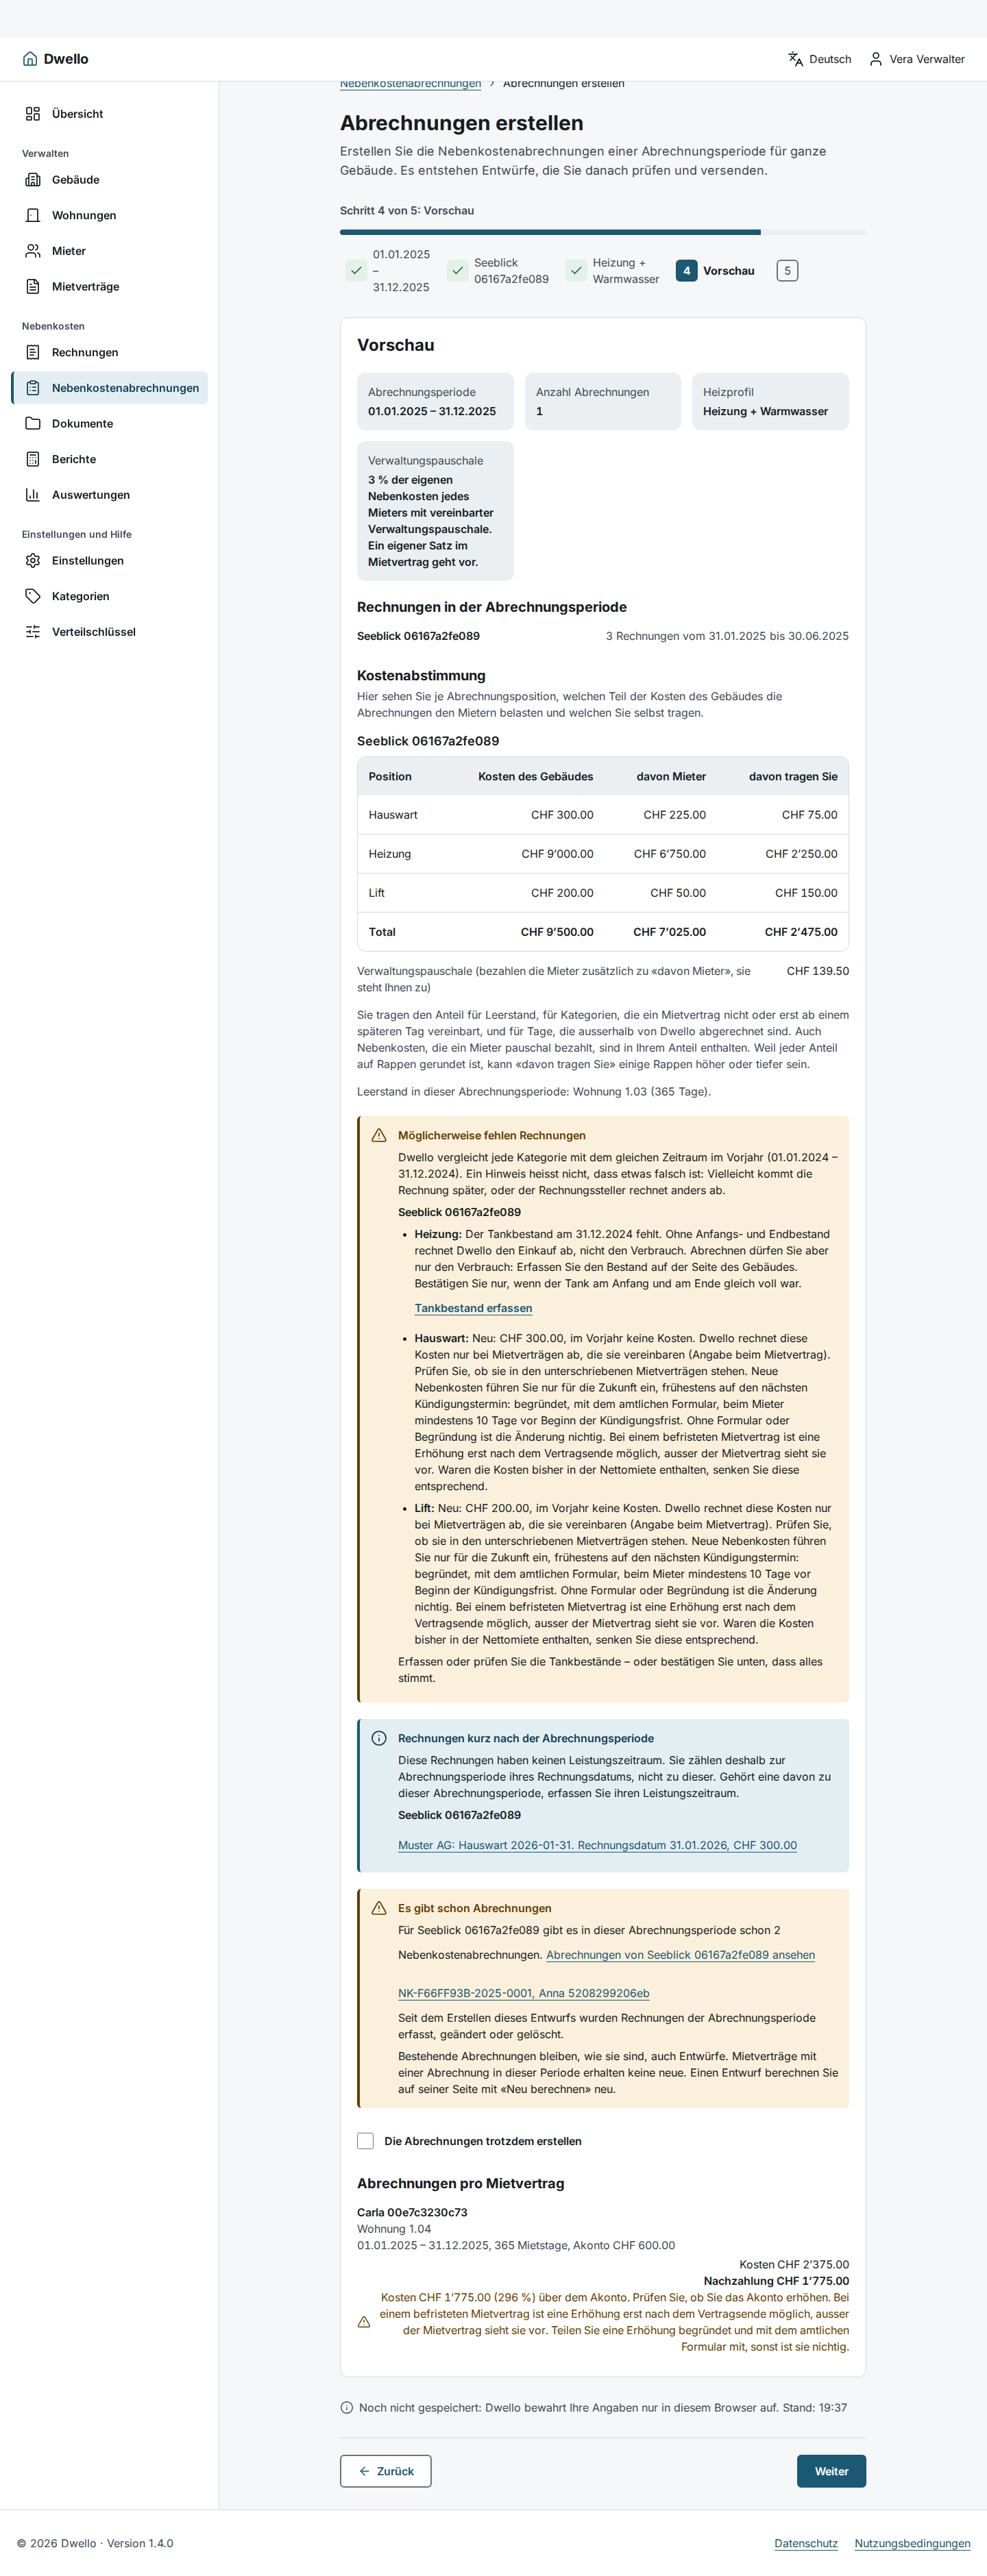 Dwello
Deutsch
Vera Verwalter
Übersicht
Verwalten
Gebäude
Wohnungen
Mieter
Mietverträge
Nebenkosten
Rechnungen
Nebenkostenabrechnungen
Dokumente
Berichte
Auswertungen
Einstellungen und Hilfe
Einstellungen
Kategorien
Verteilschlüssel
Nebenkostenabrechnungen › Abrechnungen erstellen
Abrechnungen erstellen
Erstellen Sie die Nebenkostenabrechnungen einer Abrechnungsperiode für ganze
Gebäude. Es entstehen Entwürfe, die Sie danach prüfen und versenden.
Schritt 4 von 5: Vorschau
01.01.2025
–
31.12.2025
Seeblick
06167a2fe089
Heizung +
Warmwasser
4 Vorschau
5
Vorschau
Abrechnungsperiode
01.01.2025 – 31.12.2025
Anzahl Abrechnungen
1
Heizprofil
Heizung + Warmwasser
Verwaltungspauschale
3 % der eigenen
Nebenkosten jedes
Mieters mit vereinbarter
Verwaltungspauschale.
Ein eigener Satz im
Mietvertrag geht vor.
Rechnungen in der Abrechnungsperiode
Seeblick 06167a2fe089 3 Rechnungen vom 31.01.2025 bis 30.06.2025
Kostenabstimmung
Hier sehen Sie je Abrechnungsposition, welchen Teil der Kosten des Gebäudes die
Abrechnungen den Mietern belasten und welchen Sie selbst tragen.
Seeblick 06167a2fe089
Position Kosten des Gebäudes davon Mieter davon tragen Sie
Hauswart CHF 300.00 CHF 225.00 CHF 75.00
Heizung CHF 9’000.00 CHF 6’750.00 CHF 2’250.00
Lift CHF 200.00 CHF 50.00 CHF 150.00
Total CHF 9’500.00 CHF 7’025.00 CHF 2’475.00
Verwaltungspauschale (bezahlen die Mieter zusätzlich zu «davon Mieter», sie CHF 139.50
steht Ihnen zu)
Sie tragen den Anteil für Leerstand, für Kategorien, die ein Mietvertrag nicht oder erst ab einem
späteren Tag vereinbart, und für Tage, die ausserhalb von Dwello abgerechnet sind. Auch
Nebenkosten, die ein Mieter pauschal bezahlt, sind in Ihrem Anteil enthalten. Weil jeder Anteil
auf Rappen gerundet ist, kann «davon tragen Sie» einige Rappen höher oder tiefer sein.
Leerstand in dieser Abrechnungsperiode: Wohnung 1.03 (365 Tage).
Möglicherweise fehlen Rechnungen
Dwello vergleicht jede Kategorie mit dem gleichen Zeitraum im Vorjahr (01.01.2024 –
31.12.2024). Ein Hinweis heisst nicht, dass etwas falsch ist: Vielleicht kommt die
Rechnung später, oder der Rechnungssteller rechnet anders ab.
Seeblick 06167a2fe089
• Heizung: Der Tankbestand am 31.12.2024 fehlt. Ohne Anfangs- und Endbestand
rechnet Dwello den Einkauf ab, nicht den Verbrauch. Abrechnen dürfen Sie aber
nur den Verbrauch: Erfassen Sie den Bestand auf der Seite des Gebäudes.
Bestätigen Sie nur, wenn der Tank am Anfang und am Ende gleich voll war.
Tankbestand erfassen
• Hauswart: Neu: CHF 300.00, im Vorjahr keine Kosten. Dwello rechnet diese
Kosten nur bei Mietverträgen ab, die sie vereinbaren (Angabe beim Mietvertrag).
Prüfen Sie, ob sie in den unterschriebenen Mietverträgen stehen. Neue
Nebenkosten führen Sie nur für die Zukunft ein, frühestens auf den nächsten
Kündigungstermin: begründet, mit dem amtlichen Formular, beim Mieter
mindestens 10 Tage vor Beginn der Kündigungsfrist. Ohne Formular oder
Begründung ist die Änderung nichtig. Bei einem befristeten Mietvertrag ist eine
Erhöhung erst nach dem Vertragsende möglich, ausser der Mietvertrag sieht sie
vor. Waren die Kosten bisher in der Nettomiete enthalten, senken Sie diese
entsprechend.
• Lift: Neu: CHF 200.00, im Vorjahr keine Kosten. Dwello rechnet diese Kosten nur
bei Mietverträgen ab, die sie vereinbaren (Angabe beim Mietvertrag). Prüfen Sie,
ob sie in den unterschriebenen Mietverträgen stehen. Neue Nebenkosten führen
Sie nur für die Zukunft ein, frühestens auf den nächsten Kündigungstermin:
begründet, mit dem amtlichen Formular, beim Mieter mindestens 10 Tage vor
Beginn der Kündigungsfrist. Ohne Formular oder Begründung ist die Änderung
nichtig. Bei einem befristeten Mietvertrag ist eine Erhöhung erst nach dem
Vertragsende möglich, ausser der Mietvertrag sieht sie vor. Waren die Kosten
bisher in der Nettomiete enthalten, senken Sie diese entsprechend.
Erfassen oder prüfen Sie die Tankbestände – oder bestätigen Sie unten, dass alles
stimmt.
Rechnungen kurz nach der Abrechnungsperiode
Diese Rechnungen haben keinen Leistungszeitraum. Sie zählen deshalb zur
Abrechnungsperiode ihres Rechnungsdatums, nicht zu dieser. Gehört eine davon zu
dieser Abrechnungsperiode, erfassen Sie ihren Leistungszeitraum.
Seeblick 06167a2fe089
Muster AG: Hauswart 2026-01-31. Rechnungsdatum 31.01.2026, CHF 300.00
Es gibt schon Abrechnungen
Für Seeblick 06167a2fe089 gibt es in dieser Abrechnungsperiode schon 2
Nebenkostenabrechnungen. Abrechnungen von Seeblick 06167a2fe089 ansehen
NK-F66FF93B-2025-0001, Anna 5208299206eb
Seit dem Erstellen dieses Entwurfs wurden Rechnungen der Abrechnungsperiode
erfasst, geändert oder gelöscht.
Bestehende Abrechnungen bleiben, wie sie sind, auch Entwürfe. Mietverträge mit
einer Abrechnung in dieser Periode erhalten keine neue. Einen Entwurf berechnen Sie
auf seiner Seite mit «Neu berechnen» neu.
Die Abrechnungen trotzdem erstellen
Abrechnungen pro Mietvertrag
Carla 00e7c3230c73
Wohnung 1.04
01.01.2025 – 31.12.2025, 365 Mietstage, Akonto CHF 600.00
Kosten CHF 2’375.00
Nachzahlung CHF 1’775.00
Kosten CHF 1’775.00 (296 %) über dem Akonto. Prüfen Sie, ob Sie das Akonto erhöhen. Bei
einem befristeten Mietvertrag ist eine Erhöhung erst nach dem Vertragsende möglich, ausser
der Mietvertrag sieht sie vor. Teilen Sie eine Erhöhung begründet und mit dem amtlichen
Formular mit, sonst ist sie nichtig.
Noch nicht gespeichert: Dwello bewahrt Ihre Angaben nur in diesem Browser auf. Stand: 19:37
Zurück
Weiter
© 2026 Dwello · Version 1.4.0
Datenschutz
Nutzungsbedingungen